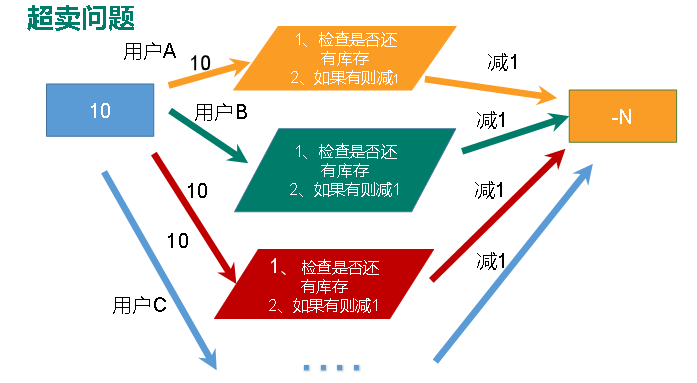 超卖问题
用户A
10
1、检查是否还
有库存
2、如果有则减1
减1
10
用户B
1、检查是否还
有库存
2、如果有则减1
减1
-N
10
10
1、检查是否还
有库存
2、如果有则减1
减1
用户C
减1